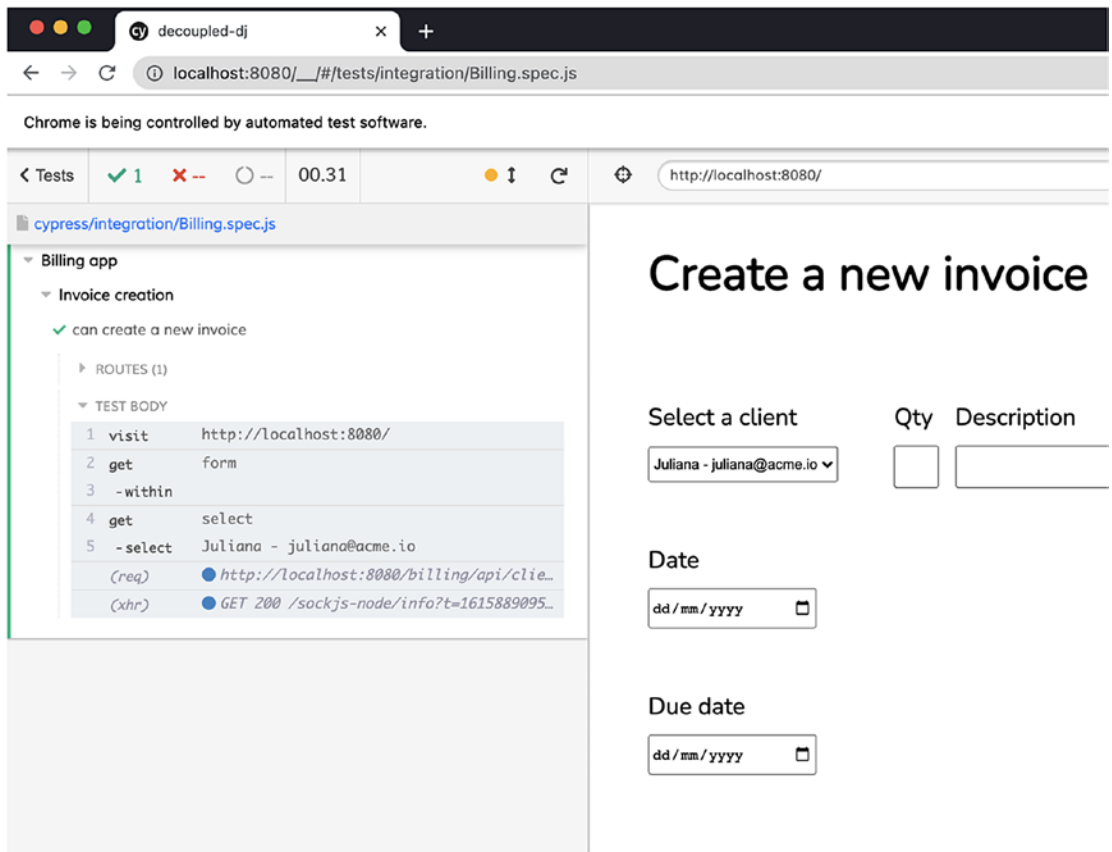 cy decoupled-dj
localhost:8080/__/#/tests/integration/Billing.spec.js
Chrome is being controlled by automated test software.
Tests 1 -- -- 00.31 http://localhost:8080/
cypress/integration/Billing.spec.js
Billing app
Invoice creation
can create a new invoice
ROUTES (1)
TEST BODY
1 visit http://localhost:8080/
2 get form
3 -within
4 get select
5 -select Juliana - juliana@acme.io
(req) http://localhost:8080/billing/api/clie…
(xhr) GET 200 /sockjs-node/info?t=1615889095…
Create a new invoice
Select a client Qty Description
Juliana - juliana@acme.io
Date
dd/mm/yyyy
Due date
dd/mm/yyyy